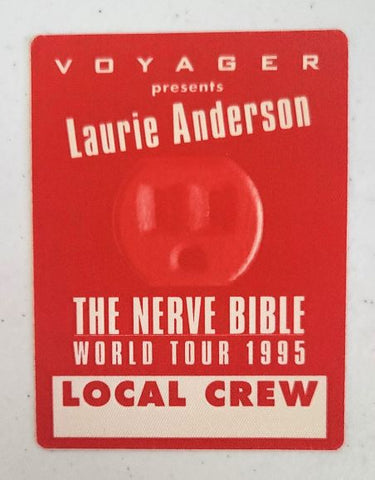 VOYAGER
presents
Laurie Anderson
THE NERVE BIBLE
WORLD TOUR 1995
LOCAL CREW